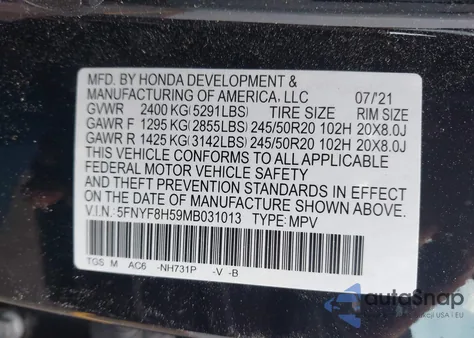 MFD. BY HONDA DEVELOPMENT &
MANUFACTURING OF AMERICA, LLC 07/'21
GVWR 2400 KG(5291LBS) TIRE SIZE RIM SIZE
GAWR F 1295 KG(2855LBS) 245/50R20 102H 20X8.0J
GAWR R 1425 KG(3142LBS) 245/50R20 102H 20X8.0J
THIS VEHICLE CONFORMS TO ALL APPLICABLE
FEDERAL MOTOR VEHICLE SAFETY
AND THEFT PREVENTION STANDARDS IN EFFECT
ON THE DATE OF MANUFACTURE SHOWN ABOVE.
V.I.N. 5FNYF8H59MB031013 TYPE: MPV
TGS M AC6 -NH731P -V -B
autoSnap
USA i EU